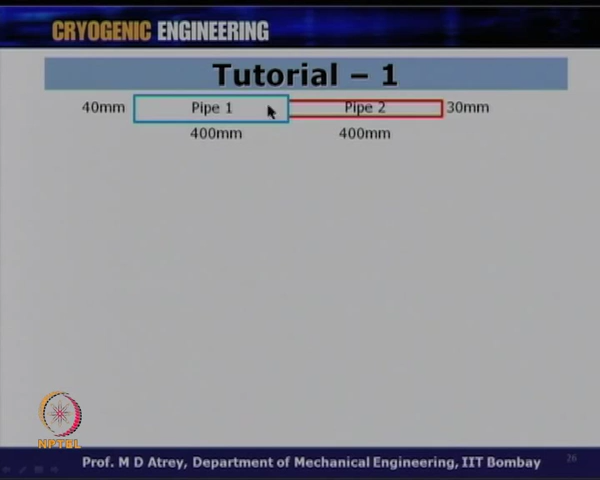 CRYOGENIC ENGINEERING
Tutorial – 1
40mm Pipe 1 Pipe 2 30mm
400mm 400mm
NPTEL
Prof. M D Atrey, Department of Mechanical Engineering, IIT Bombay 26